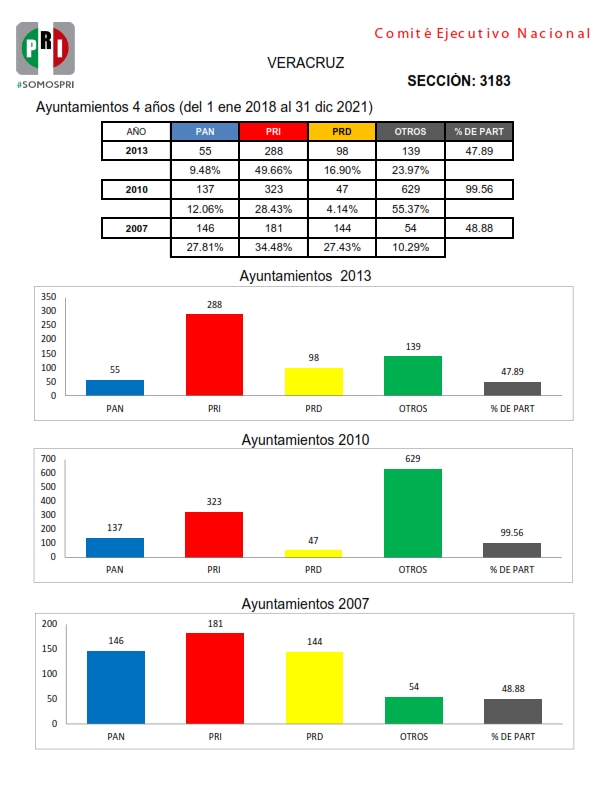 Comité Ejecutivo Nacional
PRI
#SOMOSPRI
VERACRUZ
SECCIÓN: 3183
Ayuntamientos 4 años (del 1 ene 2018 al 31 dic 2021)
AÑO PAN PRI PRD OTROS % DE PART
2013 55 288 98 139 47.89
9.48% 49.66% 16.90% 23.97%
2010 137 323 47 629 99.56
12.06% 28.43% 4.14% 55.37%
2007 146 181 144 54 48.88
27.81% 34.48% 27.43% 10.29%
Ayuntamientos 2013
350
300
250
200
150
100
50
0
55 288 98 139 47.89
PAN PRI PRD OTROS % DE PART
Ayuntamientos 2010
700
600
500
400
300
200
100
0
137 323 47 629 99.56
PAN PRI PRD OTROS % DE PART
Ayuntamientos 2007
200
150
100
50
0
146 181 144 54 48.88
PAN PRI PRD OTROS % DE PART